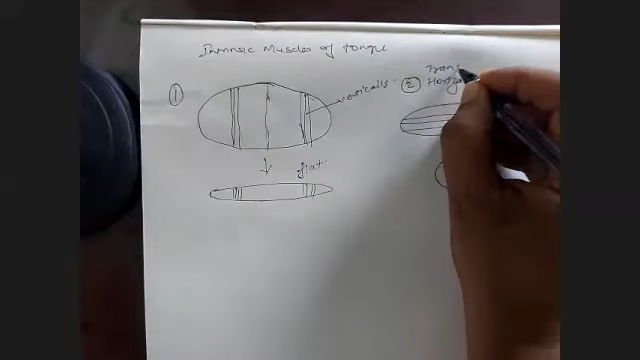 Intrinsic Muscles of tongue
①
verticalis
②
Trans
Horizo
flat